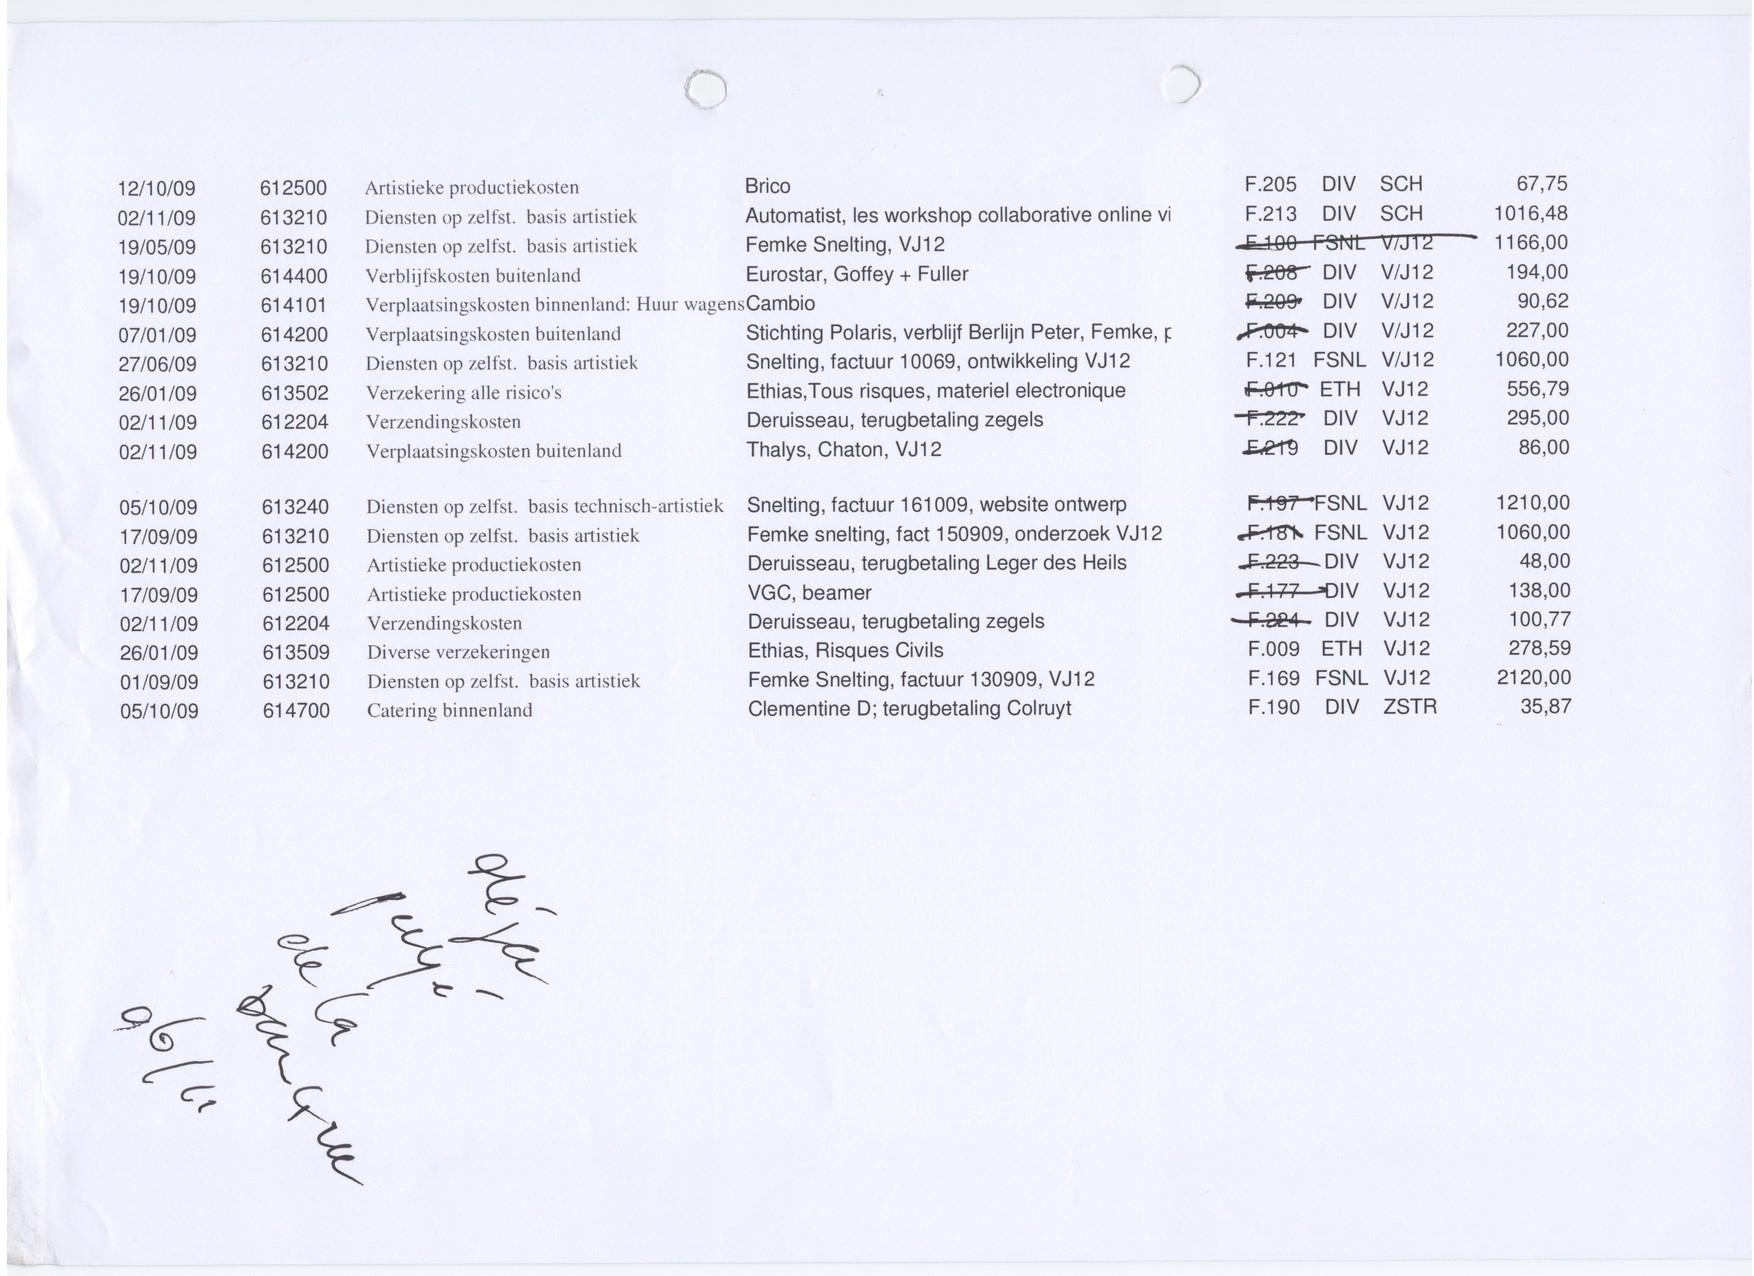 12/10/09 612500 Artistieke productiekosten Brico F.205 DIV SCH 67,75
02/11/09 613210 Diensten op zelfst. basis artistiek Automatist, les workshop collaborative online vi F.213 DIV SCH 1016,48
19/05/09 613210 Diensten op zelfst. basis artistiek Femke Snelting, VJ12 F.100 FSNL V/J12 1166,00
19/10/09 614400 Verblijfskosten buitenland Eurostar, Goffey + Fuller F.208 DIV V/J12 194,00
19/10/09 614101 Verplaatsingskosten binnenland: Huur wagens Cambio F.209 DIV V/J12 90,62
07/01/09 614200 Verplaatsingskosten buitenland Stichting Polaris, verblijf Berlijn Peter, Femke, p F.004 DIV V/J12 227,00
27/06/09 613210 Diensten op zelfst. basis artistiek Snelting, factuur 10069, ontwikkeling VJ12 F.121 FSNL V/J12 1060,00
26/01/09 613502 Verzekering alle risico's Ethias,Tous risques, materiel electronique F.010 ETH VJ12 556,79
02/11/09 612204 Verzendingskosten Deruisseau, terugbetaling zegels F.222 DIV VJ12 295,00
02/11/09 614200 Verplaatsingskosten buitenland Thalys, Chaton, VJ12 F.219 DIV VJ12 86,00
05/10/09 613240 Diensten op zelfst. basis technisch-artistiek Snelting, factuur 161009, website ontwerp F.197 FSNL VJ12 1210,00
17/09/09 613210 Diensten op zelfst. basis artistiek Femke snelting, fact 150909, onderzoek VJ12 F.181 FSNL VJ12 1060,00
02/11/09 612500 Artistieke productiekosten Deruisseau, terugbetaling Leger des Heils F.223 DIV VJ12 48,00
17/09/09 612500 Artistieke productiekosten VGC, beamer F.177 DIV VJ12 138,00
02/11/09 612204 Verzendingskosten Deruisseau, terugbetaling zegels F.224 DIV VJ12 100,77
26/01/09 613509 Diverse verzekeringen Ethias, Risques Civils F.009 ETH VJ12 278,59
01/09/09 613210 Diensten op zelfst. basis artistiek Femke Snelting, factuur 130909, VJ12 F.169 FSNL VJ12 2120,00
05/10/09 614700 Catering binnenland Clementine D; terugbetaling Colruyt F.190 DIV ZSTR 35,87
déja
purgé
de la